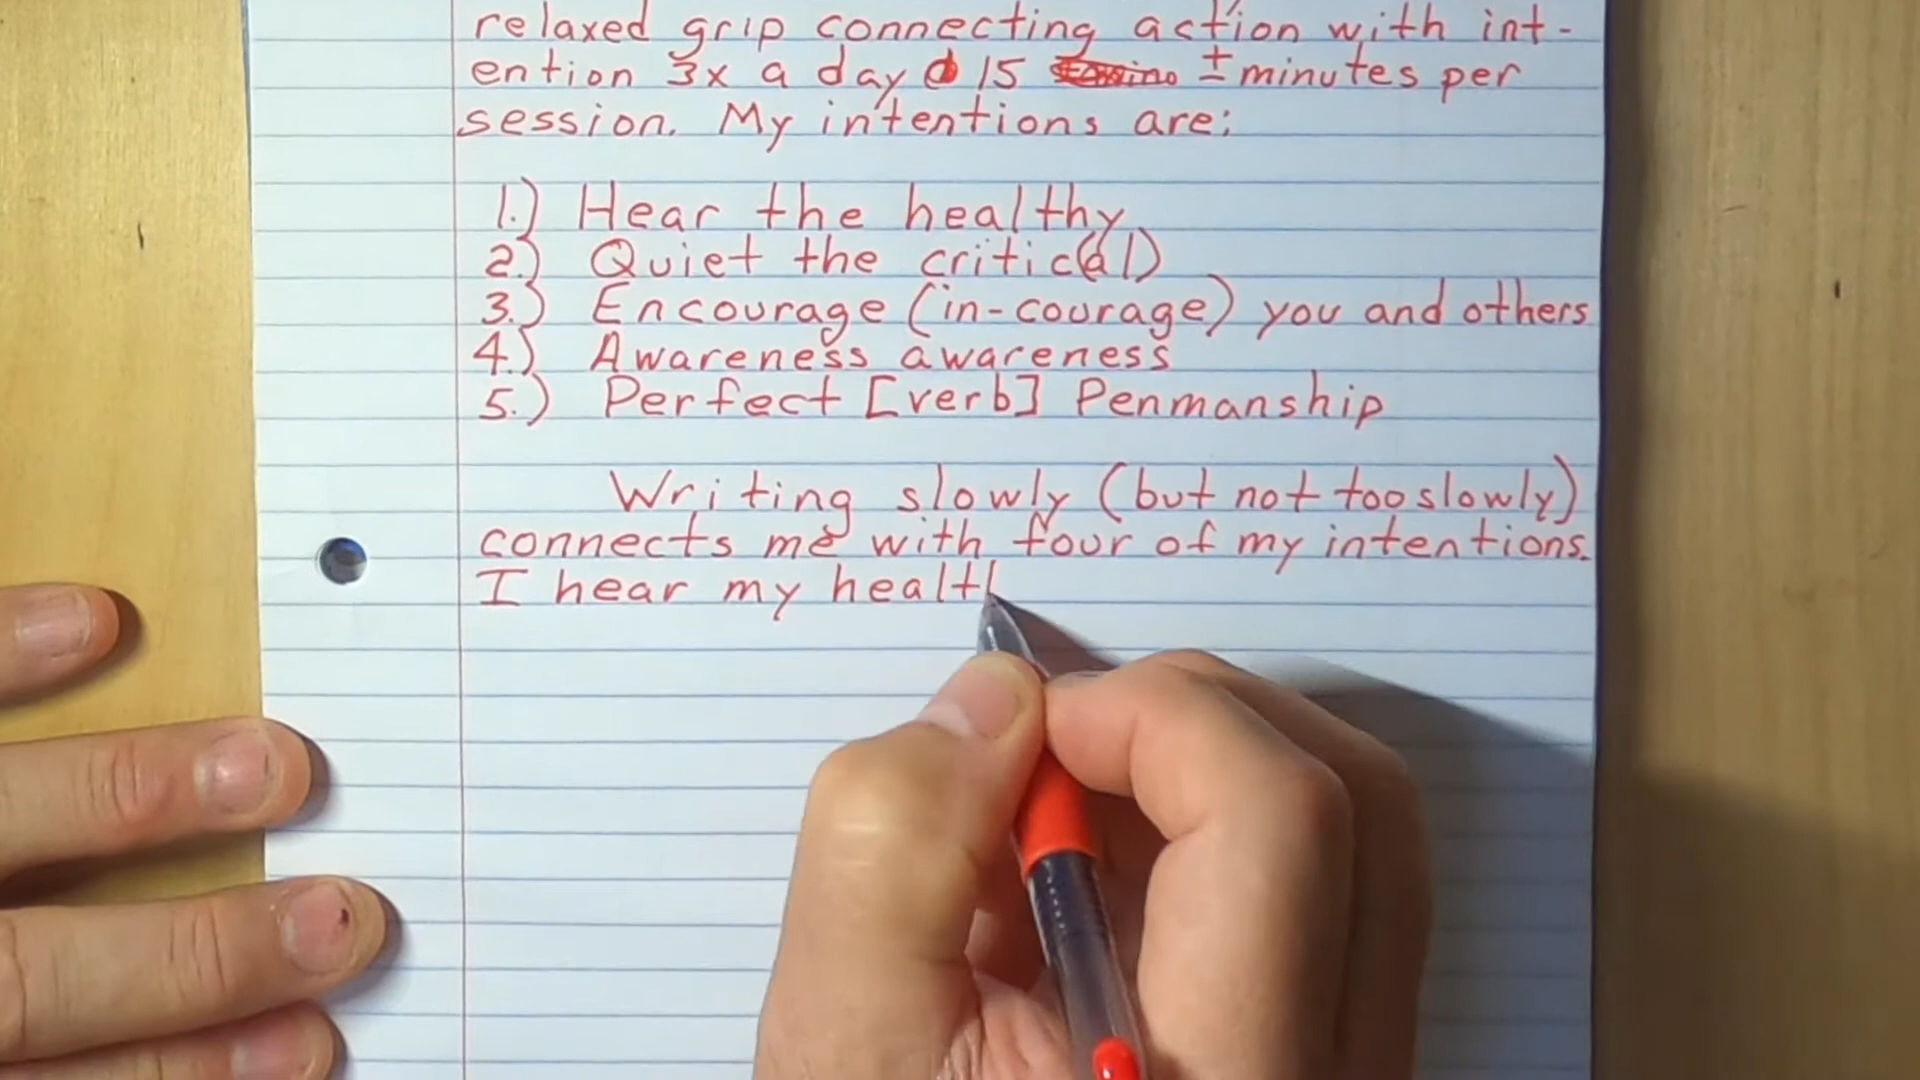 relaxed grip connecting action with int-
ention 3x a day 15 ± minutes per
session. My intentions are:
1.) Hear the healthy
2.) Quiet the critic(al)
3.) Encourage (in-courage) you and others
4.) Awareness awareness
5.) Perfect [verb] Penmanship
Writing slowly (but not too slowly)
connects me with four of my intentions.
I hear my healt